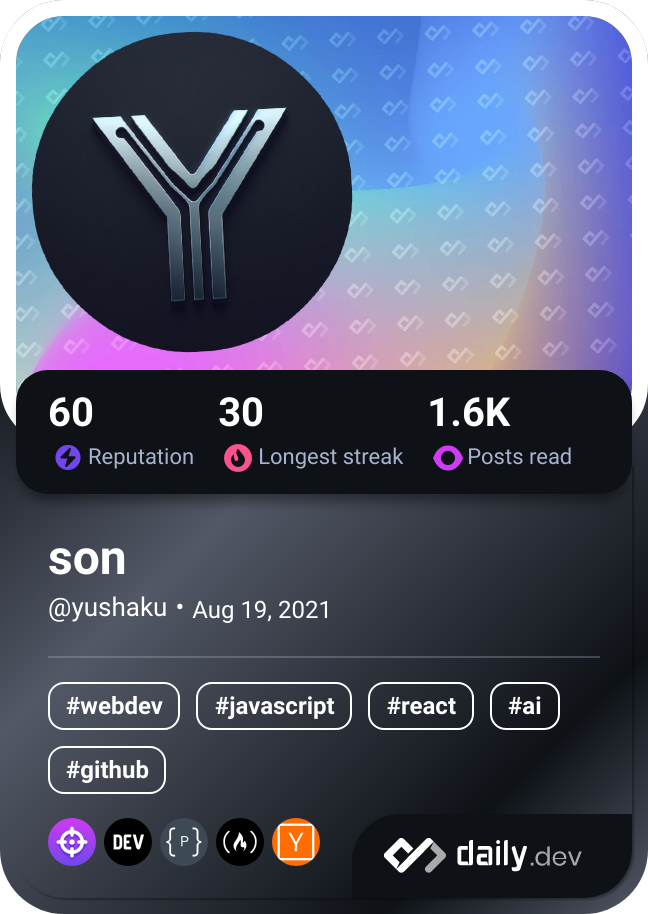 Y
60 30 1.6K
Reputation Longest streak Posts read
son
@yushaku • Aug 19, 2021
#webdev #javascript #react #ai
#github
DEV {P} Y daily.dev